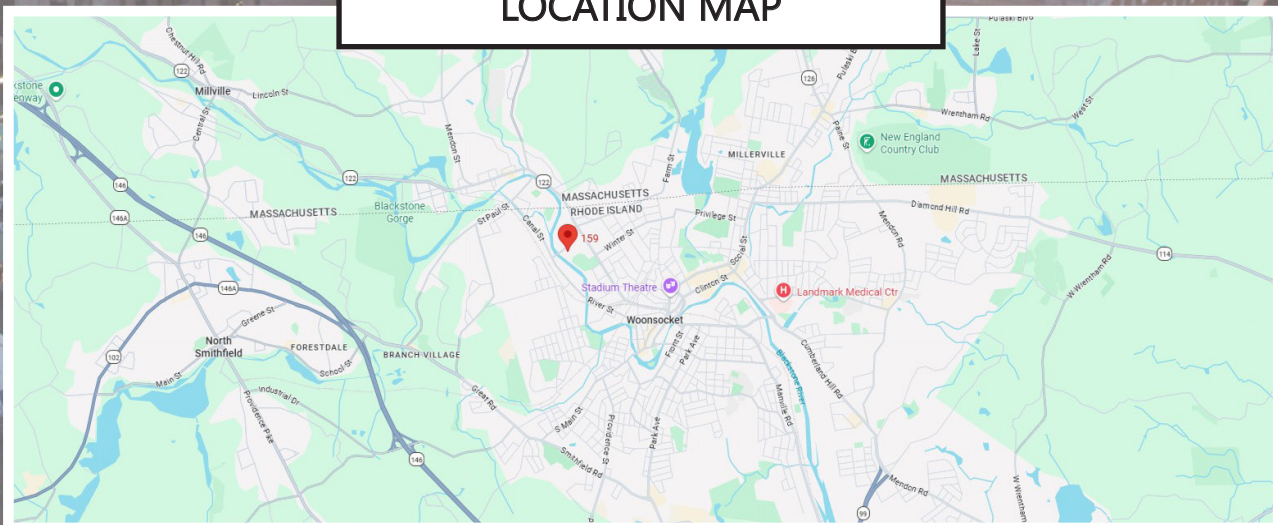 LOCATION MAP
Pulaski Blvd
Chestnut Hill Rd
Lake St
122
126
Pulaski B
Millville
Lincoln St
kstone
enway
Central St
Wrentham Rd
West St
Mendon St
Paine St
New England
Country Club
MILLERVILLE
Farm St
146
122
122
MASSACHUSETTS
MASSACHUSETTS
RHODE ISLAND
146A
MASSACHUSETTS
Blackstone
Gorge
St Paul St
Canal St
Privilege St
Diamond Hill Rd
Mendon Rd
146
159
Winter St
Social St
114
W Wrentham Rd
146A
Stadium Theatre
Clinton St
H
Landmark Medical Ctr
River St
Greene St
Woonsocket
North
Smithfield
FORESTDALE
BRANCH VILLAGE
Front St
Park Ave
Blackstone River
Cumberland Hill Rd
102
School St
Main St
Industrial Dr
Great Rd
Manville Rd
Providence Pike
S Main St
Providence St
Park Ave
Smithfield Rd
146
Mendon Rd
W Wrentham
99
P